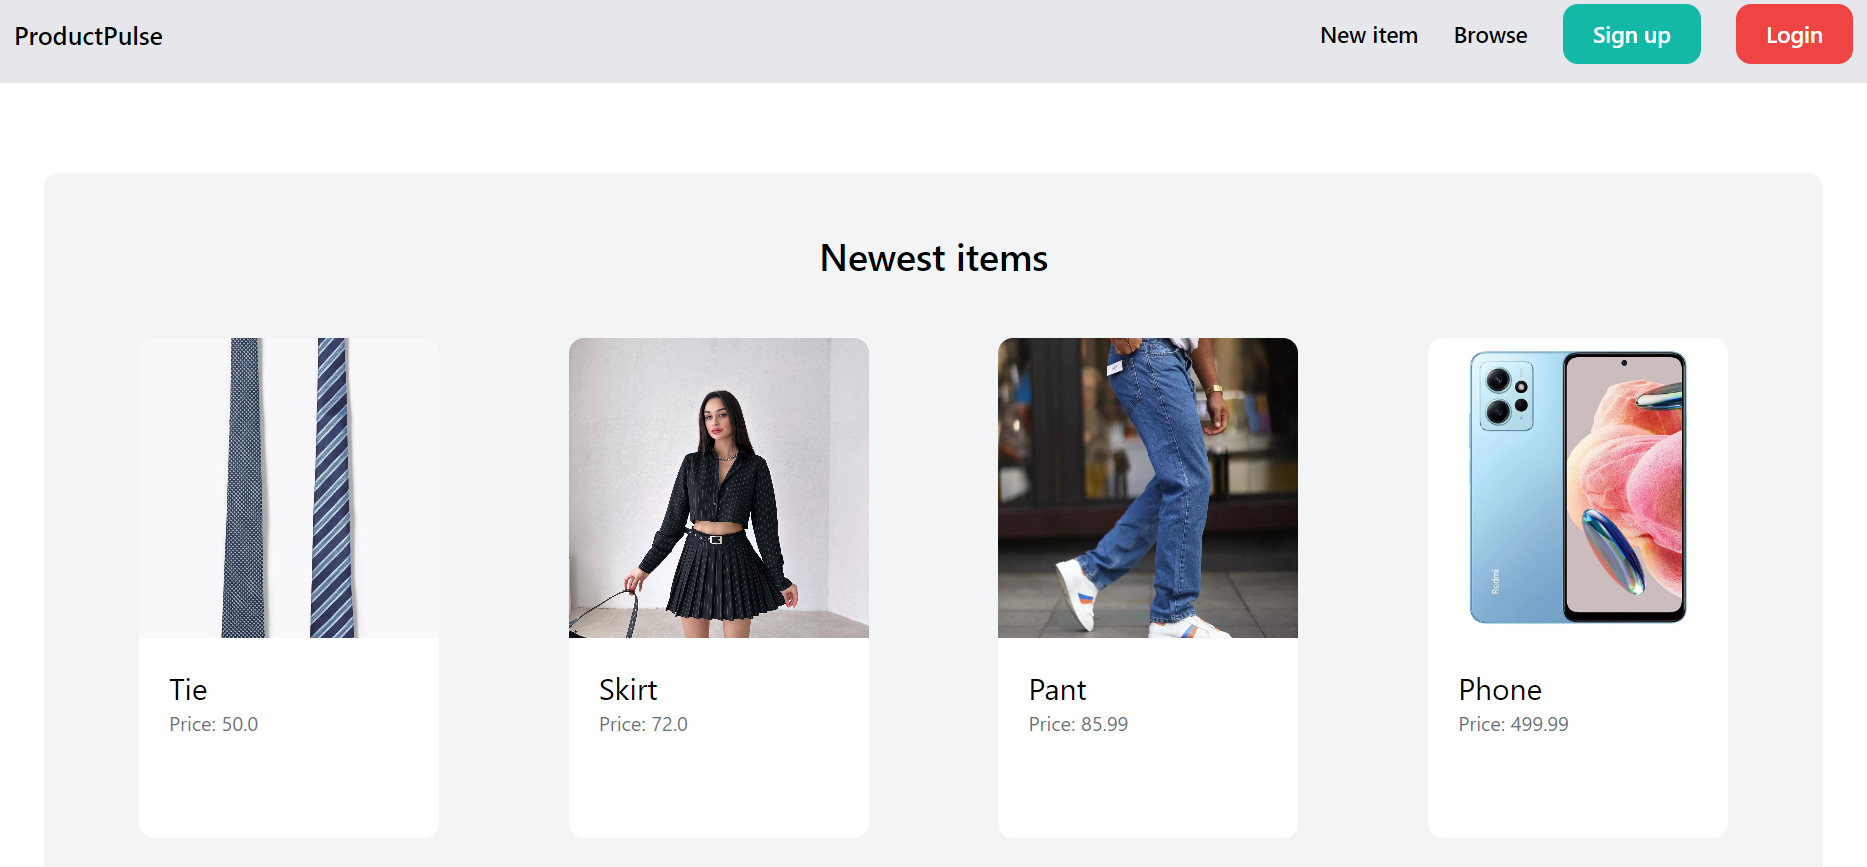 ProductPulse
New item
Browse
Sign up
Login
Newest items
Redmi
Tie
Price: 50.0
Skirt
Price: 72.0
Pant
Price: 85.99
Phone
Price: 499.99